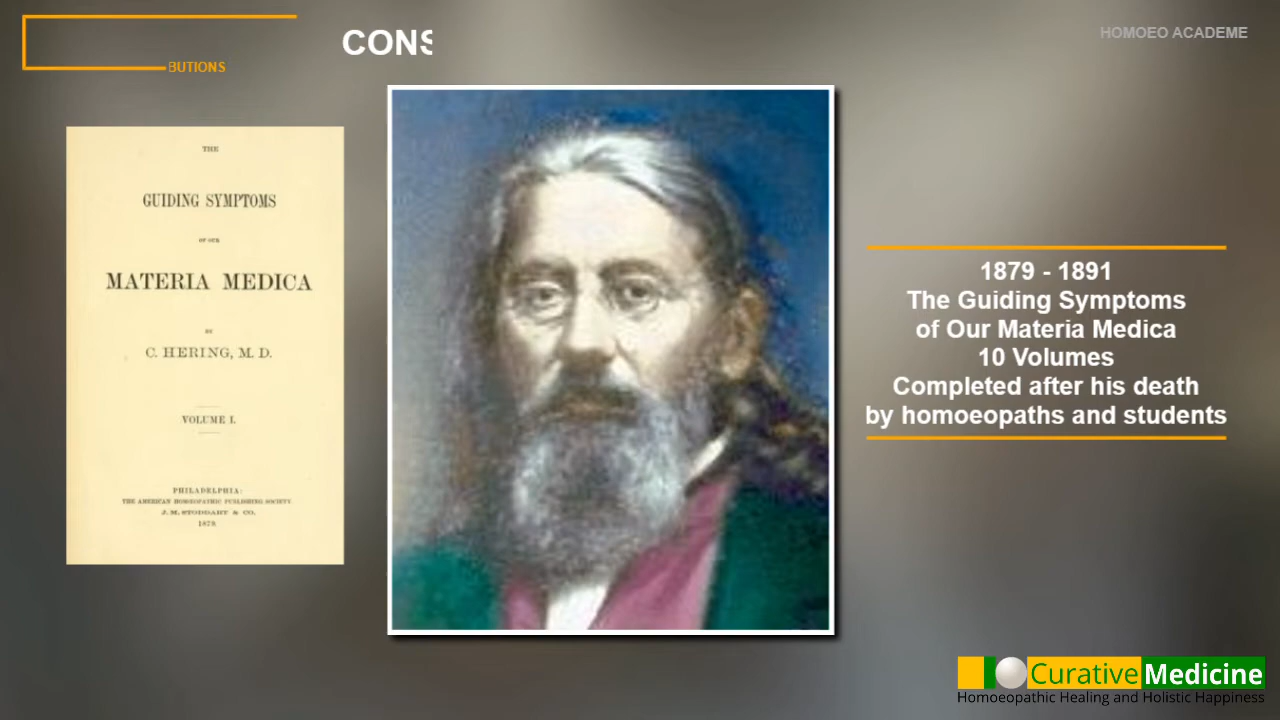 CONS
HOMOEO ACADEME
BUTIONS
THE
GUIDING SYMPTOMS
OF OUR
MATERIA MEDICA
BY
C. HERING, M. D.
VOLUME I.
PHILADELPHIA:
THE AMERICAN HOMŒOPATHIC PUBLISHING SOCIETY
J. M. STODDART & CO.
1879.
1879 - 1891
The Guiding Symptoms
of Our Materia Medica
10 Volumes
Completed after his death
by homoeopaths and students
Curative Medicine
Homoeopathic Healing and Holistic Happiness